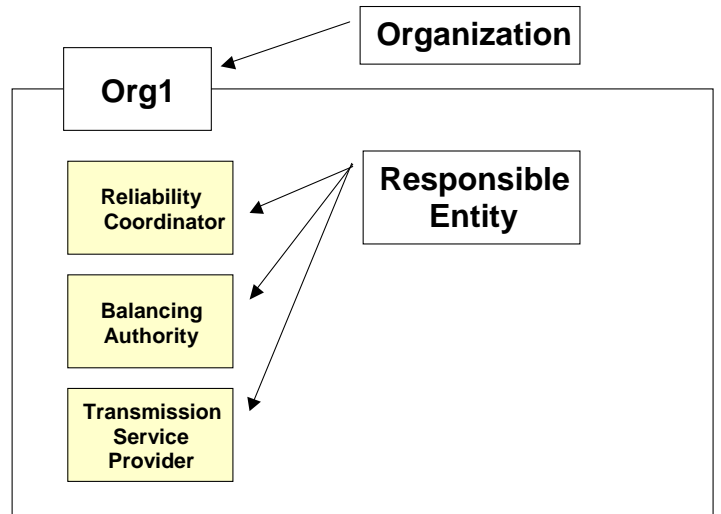 Organization
Org1
Responsible
Entity
Reliability
Coordinator
Balancing
Authority
Transmission
Service
Provider